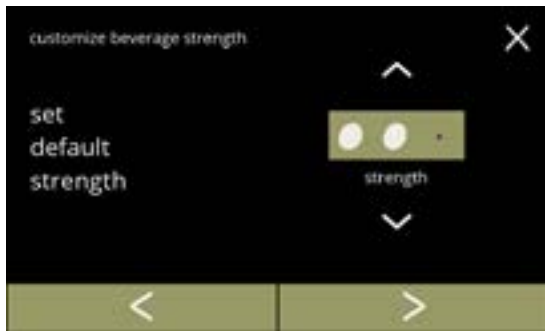 customize beverage strength
set
default
strength
strength